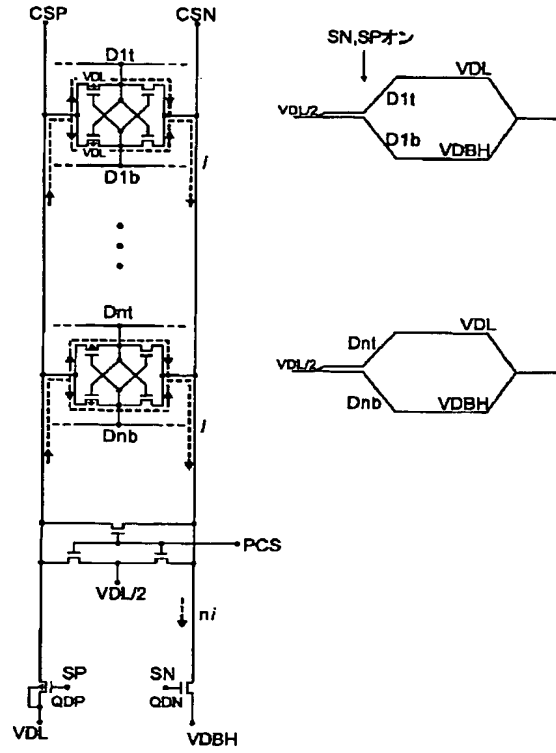 CSP
CSN
D1t
VDL
VDL
D1b
i
Dnt
i
Dnb
PCS
VDL/2
ni
SP
QDP
SN
QDN
VDL
VDBH
SN,SPオン
VDL/2
D1t
D1b
VDL
VDBH
VDL/2
Dnt
Dnb
VDL
VDBH